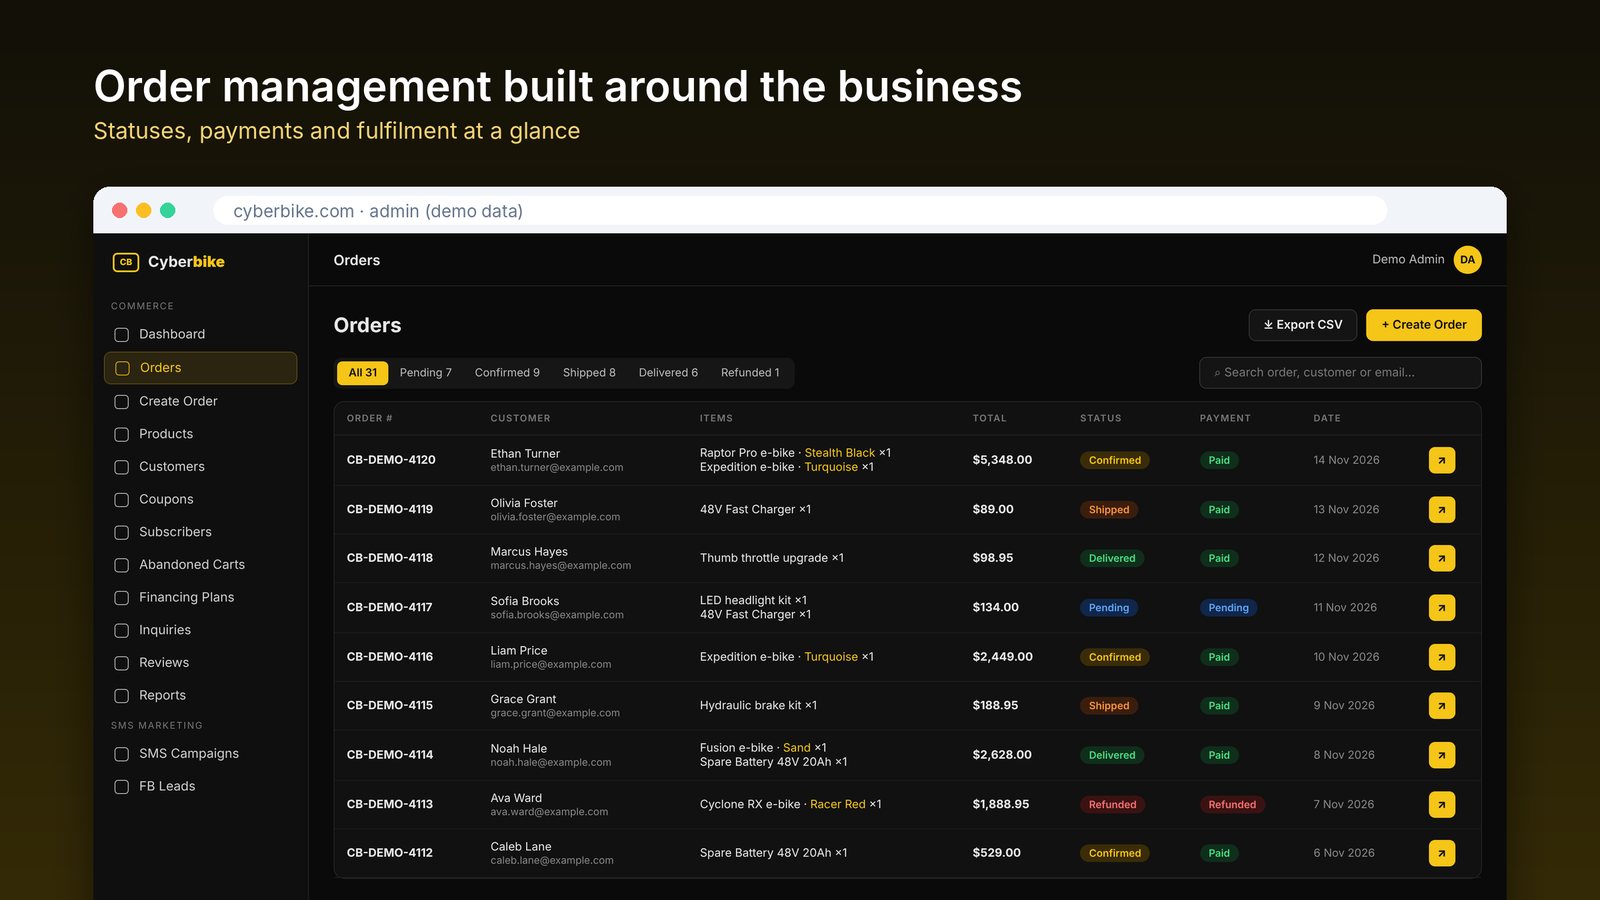 Order management built around the business
Statuses, payments and fulfilment at a glance
cyberbike.com · admin (demo data)
CB Cyberbike
Orders
Demo Admin DA
COMMERCE
Dashboard
Orders
Create Order
Products
Customers
Coupons
Subscribers
Abandoned Carts
Financing Plans
Inquiries
Reviews
Reports
SMS MARKETING
SMS Campaigns
FB Leads
Orders
Export CSV
+ Create Order
All 31 Pending 7 Confirmed 9 Shipped 8 Delivered 6 Refunded 1
Search order, customer or email...
ORDER # CUSTOMER ITEMS TOTAL STATUS PAYMENT DATE
CB-DEMO-4120 Ethan Turner Raptor Pro e-bike · Stealth Black ×1 $5,348.00 Confirmed Paid 14 Nov 2026
ethan.turner@example.com Expedition e-bike · Turquoise ×1
CB-DEMO-4119 Olivia Foster 48V Fast Charger ×1 $89.00 Shipped Paid 13 Nov 2026
olivia.foster@example.com
CB-DEMO-4118 Marcus Hayes Thumb throttle upgrade ×1 $98.95 Delivered Paid 12 Nov 2026
marcus.hayes@example.com
CB-DEMO-4117 Sofia Brooks LED headlight kit ×1 $134.00 Pending Pending 11 Nov 2026
sofia.brooks@example.com 48V Fast Charger ×1
CB-DEMO-4116 Liam Price Expedition e-bike · Turquoise ×1 $2,449.00 Confirmed Paid 10 Nov 2026
liam.price@example.com
CB-DEMO-4115 Grace Grant Hydraulic brake kit ×1 $188.95 Shipped Paid 9 Nov 2026
grace.grant@example.com
CB-DEMO-4114 Noah Hale Fusion e-bike · Sand ×1 $2,628.00 Delivered Paid 8 Nov 2026
noah.hale@example.com Spare Battery 48V 20Ah ×1
CB-DEMO-4113 Ava Ward Cyclone RX e-bike · Racer Red ×1 $1,888.95 Refunded Refunded 7 Nov 2026
ava.ward@example.com
CB-DEMO-4112 Caleb Lane Spare Battery 48V 20Ah ×1 $529.00 Confirmed Paid 6 Nov 2026
caleb.lane@example.com